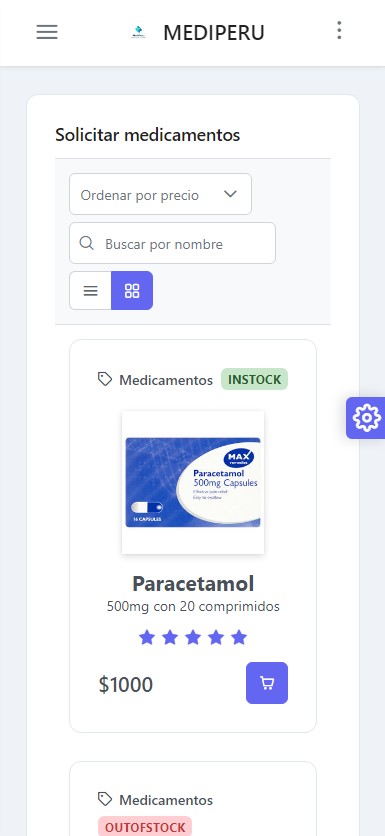 MEDIPERU
Solicitar medicamentos
Ordenar por precio
Buscar por nombre
Medicamentos INSTOCK
MAX
Paracetamol
500mg Capsules
16 CAPSULES
Paracetamol
500mg con 20 comprimidos
$1000
Medicamentos
OUTOFSTOCK